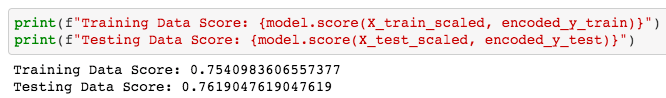 print(f"Training Data Score: {model.score(X_train_scaled, encoded_y_train)}")
print(f"Testing Data Score: {model.score(X_test_scaled, encoded_y_test)}")
Training Data Score: 0.7540983606557377
Testing Data Score: 0.7619047619047619